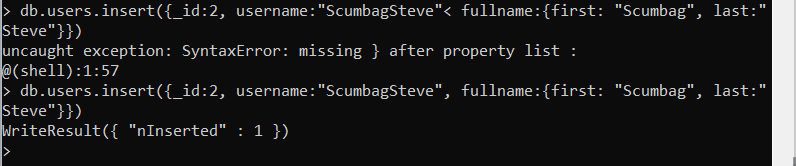 > db.users.insert({_id:2, username:"ScumbagSteve"< fullname:{first: "Scumbag", last:"
Steve"}})
uncaught exception: SyntaxError: missing } after property list :
@(shell):1:57
> db.users.insert({_id:2, username:"ScumbagSteve", fullname:{first: "Scumbag", last:"
Steve"}})
WriteResult({ "nInserted" : 1 })
>